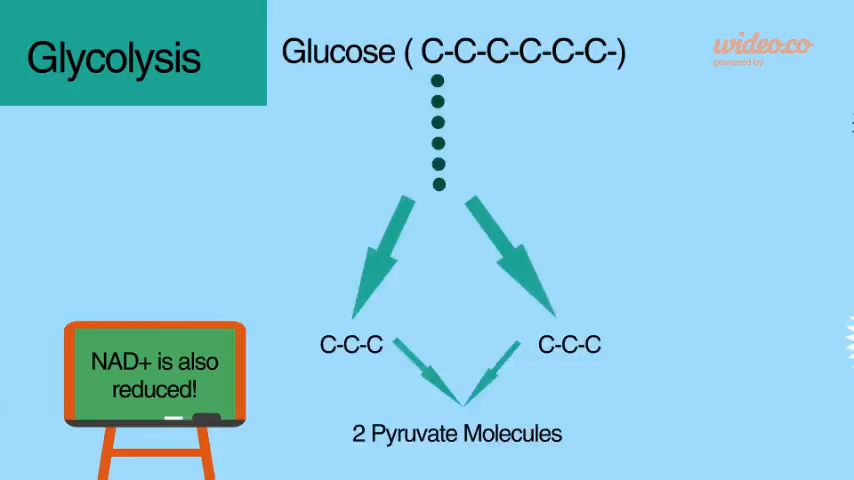 Glycolysis
Glucose ( C-C-C-C-C-C-)
wideo.co
powered by
C-C-C
C-C-C
NAD+ is also
reduced!
2 Pyruvate Molecules